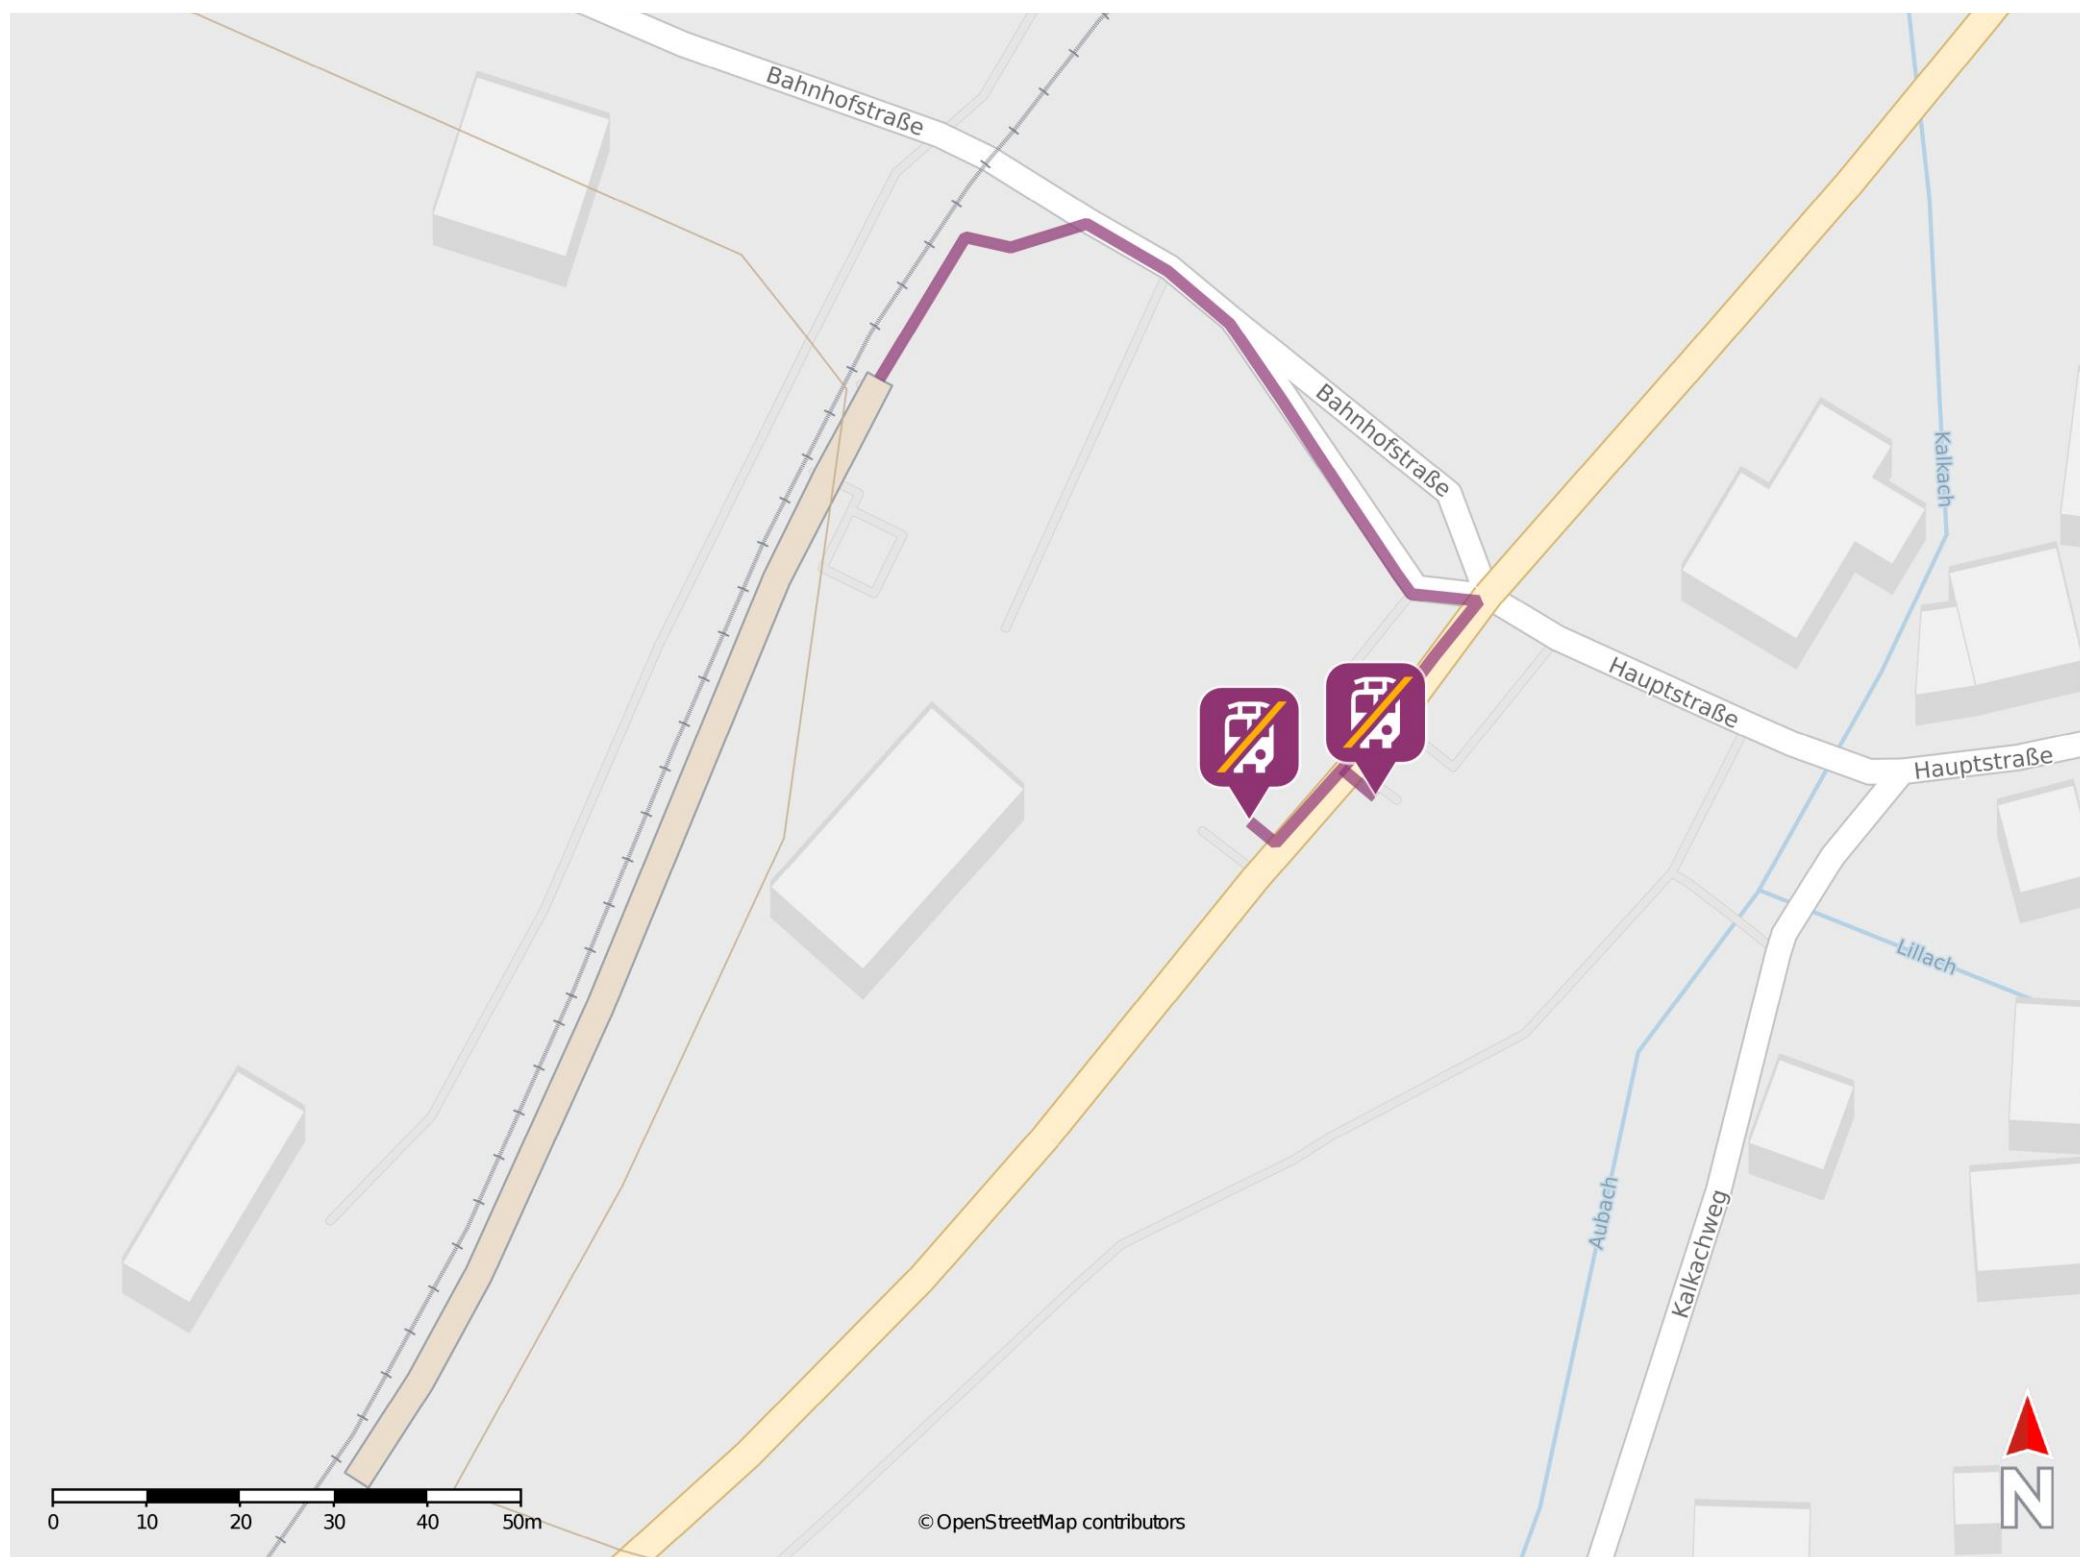 Bahnhofstraße
Bahnhofstraße
Kalkach
Hauptstraße
Hauptstraße
Lillach
Aubach
Kalkachweg
N
0 10 20 30 40 50m
© OpenStreetMap contributors